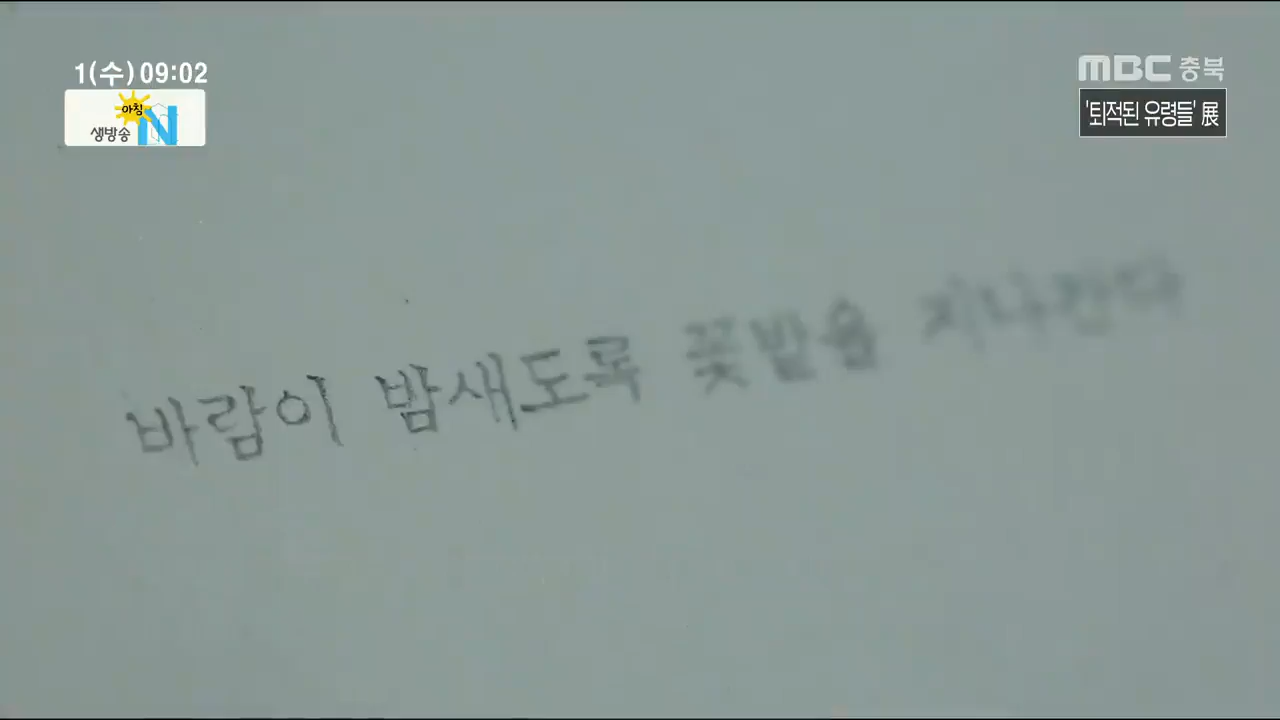 1(수) 09:02
아침
생방송 N
MBC 충북
'퇴적된 유령들' 展
바람이 밤새도록 꽃밭을 지나간다